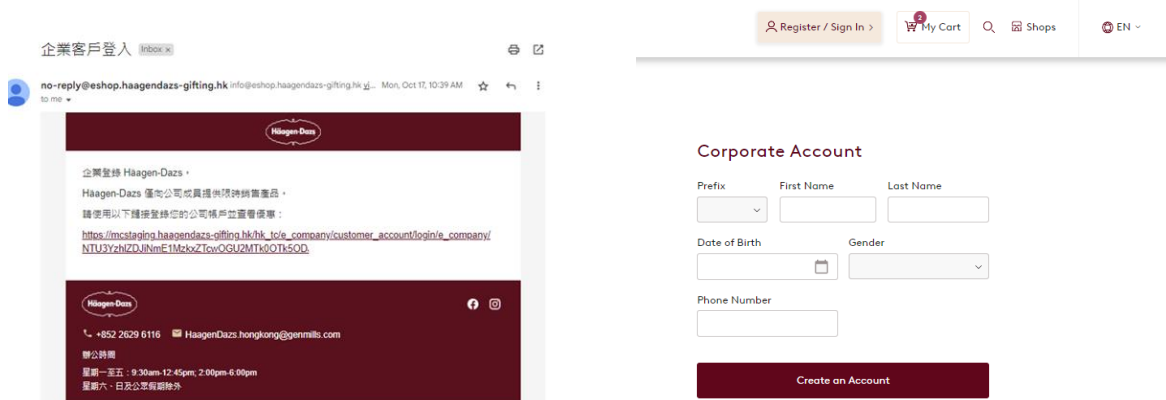 企業客戶登入 Inbox x
no-reply@eshop.haagendazs-gifting.hk info@eshop.haagendazs-gifting.hk vi... Mon, Oct 17, 10:39 AM
to me
Häagen-Dazs
企業登錄 Häagen-Dazs，
Häagen-Dazs 僅向公司成員提供限時銷售產品。
請使用以下鏈接登錄您的公司帳戶並查看優惠：
https://mcstaging.haagendazs-gifting.hk/hk_tc/e_company/customer_account/login/e_company/
Häagen-Dazs
+852 2629 6116 HaagenDazs.hongkong@genmills.com
辦公時間
星期一至五：9:30am-12:45pm; 2:00pm-6:00pm
星期六、日及公眾假期除外
Register / Sign In >
2
My Cart
Shops
EN
Corporate Account
Prefix First Name Last Name
Date of Birth Gender
Phone Number
Create an Account